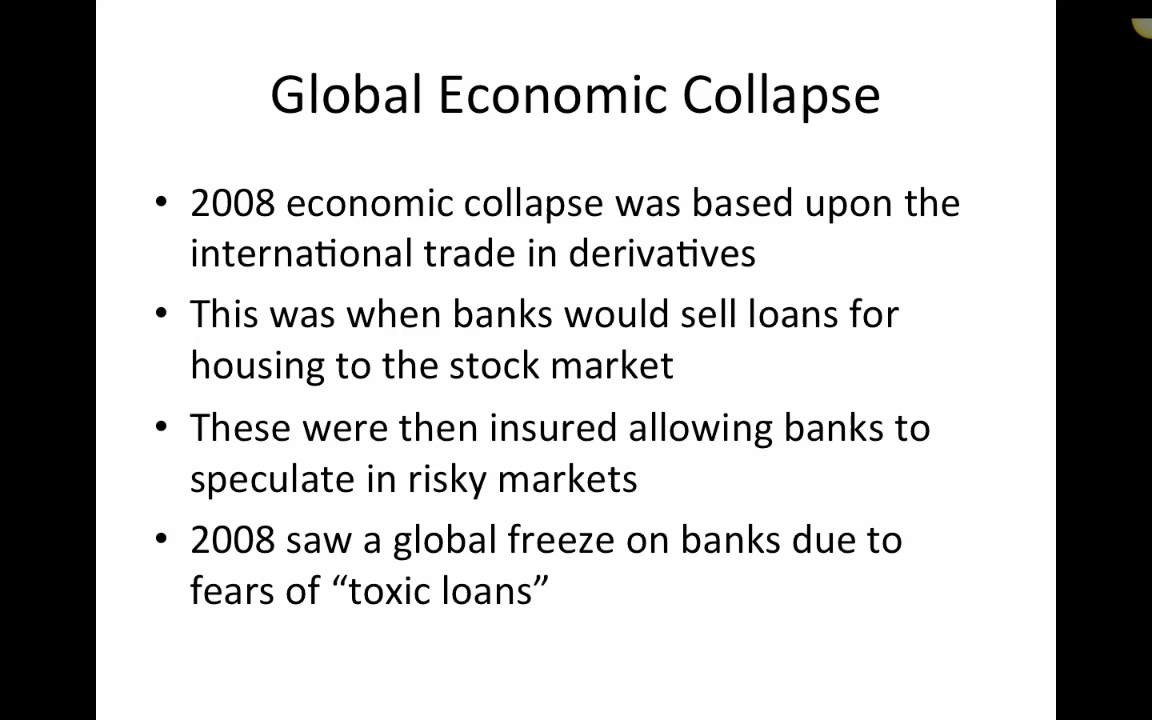 Global Economic Collapse
• 2008 economic collapse was based upon the
international trade in derivatives
• This was when banks would sell loans for
housing to the stock market
• These were then insured allowing banks to
speculate in risky markets
• 2008 saw a global freeze on banks due to
fears of “toxic loans”